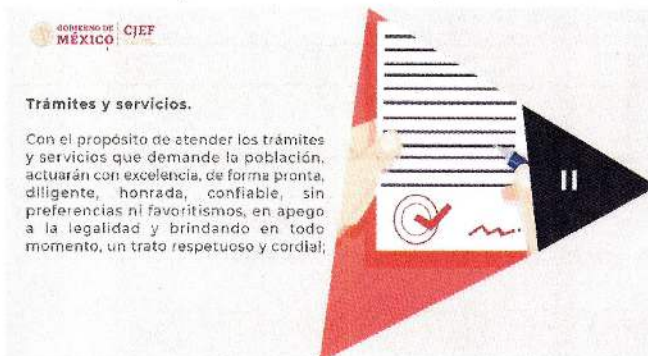 GOBIERNO DE
MÉXICO
CJEF
Trámites y servicios.
Con el propósito de atender los trámites
y servicios que demande la población,
actuarán con excelencia, de forma pronta,
diligente, honrada, confiable, sin
preferencias ni favoritismos, en apego
a la legalidad y brindando en todo
momento, un trato respetuoso y cordial;
II